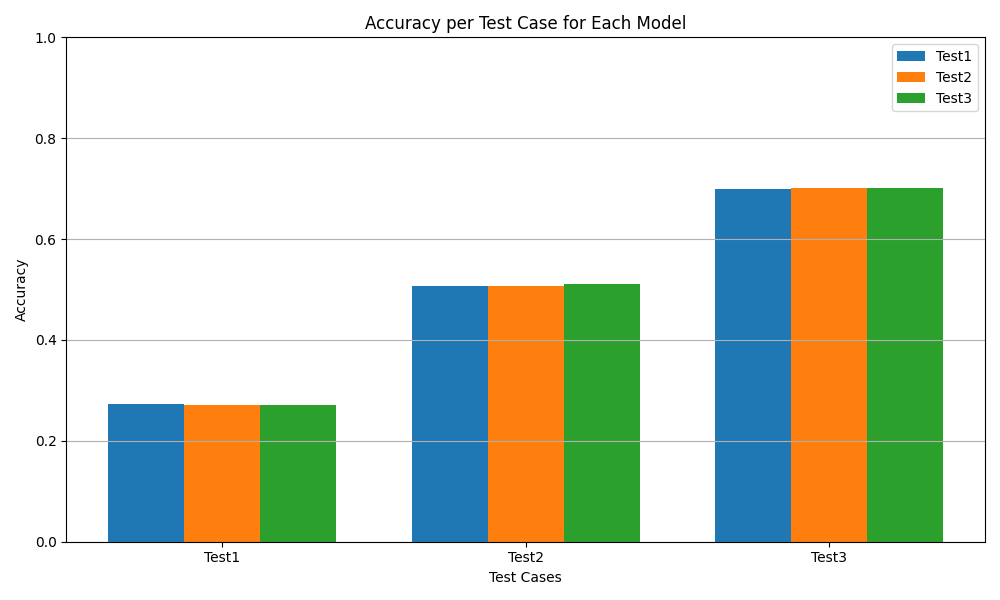 Accuracy per Test Case for Each Model
1.0
0.8
0.6
0.4
0.2
0.0
Accuracy
Test1
Test2
Test3
Test1
Test2
Test3
Test Cases